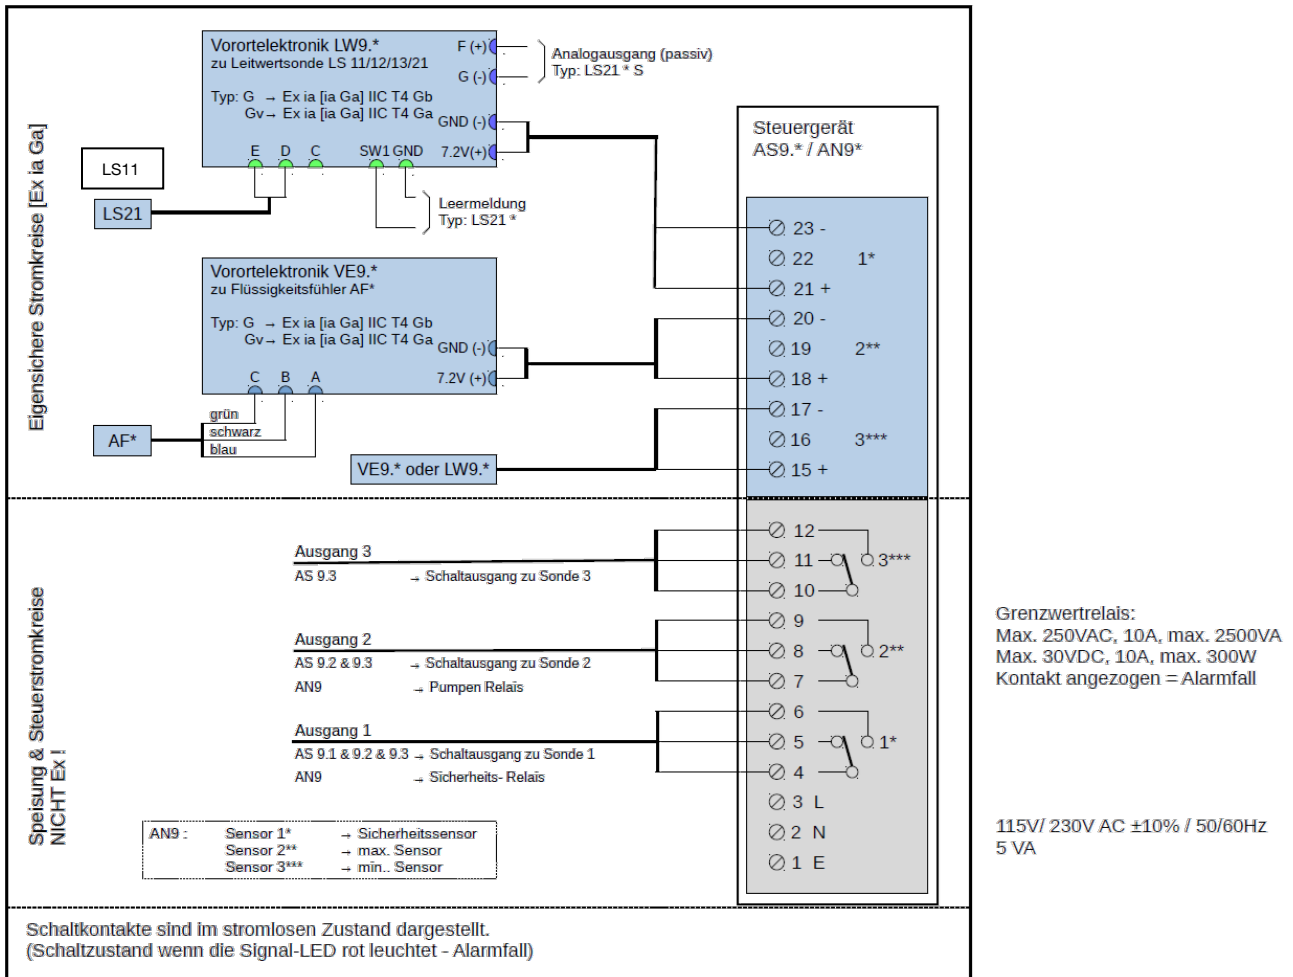 Eigensichere Stromkreise [Ex ia Ga]
Vorortelektronik LW9.*
zu Leitwertsonde LS 11/12/13/21
Typ: G → Ex ia [ia Ga] IIC T4 Gb
Gv→ Ex ia [ia Ga] IIC T4 Ga
F (+)
G (-)
GND (-)
7.2V(+)
E D C SW1 GND
Analogausgang (passiv)
Typ: LS21 * S
LS11
LS21
Leermeldung
Typ: LS21 *
Vorortelektronik VE9.*
zu Flüssigkeitsfühler AF*
Typ: G → Ex ia [ia Ga] IIC T4 Gb
Gv→ Ex ia [ia Ga] IIC T4 Ga
GND (-)
7.2V (+)
C B A
grün
schwarz
blau
AF*
VE9.* oder LW9.*
Steuergerät
AS9.* / AN9*
23 -
22 1*
21 +
20 -
19 2**
18 +
17 -
16 3***
15 +
Speisung & Steuerstromkreise
NICHT Ex !
Ausgang 3
AS 9.3 → Schaltausgang zu Sonde 3
Ausgang 2
AS 9.2 & 9.3 → Schaltausgang zu Sonde 2
AN9 → Pumpen Relais
Ausgang 1
AS 9.1 & 9.2 & 9.3 → Schaltausgang zu Sonde 1
AN9 → Sicherheits- Relais
12
11 3***
10
9
8 2**
7
6
5 1*
4
3 L
2 N
1 E
AN9 : Sensor 1* → Sicherheitssensor
Sensor 2** → max. Sensor
Sensor 3*** → min.. Sensor
Grenzwertrelais:
Max. 250VAC, 10A, max. 2500VA
Max. 30VDC, 10A, max. 300W
Kontakt angezogen = Alarmfall
115V/ 230V AC ±10% / 50/60Hz
5 VA
Schaltkontakte sind im stromlosen Zustand dargestellt.
(Schaltzustand wenn die Signal-LED rot leuchtet - Alarmfall)